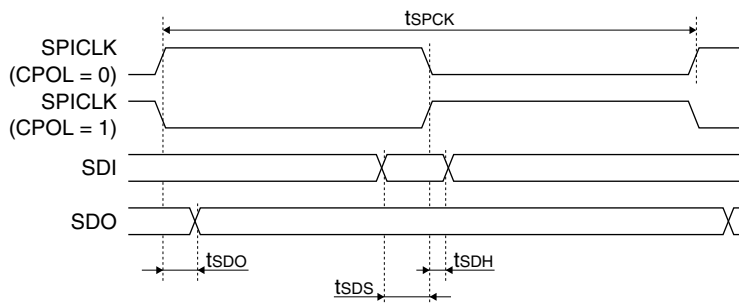 tSPCK
SPICLK
(CPOL = 0)
SPICLK
(CPOL = 1)
SDI
SDO
tSDO
tSDH
tSDS